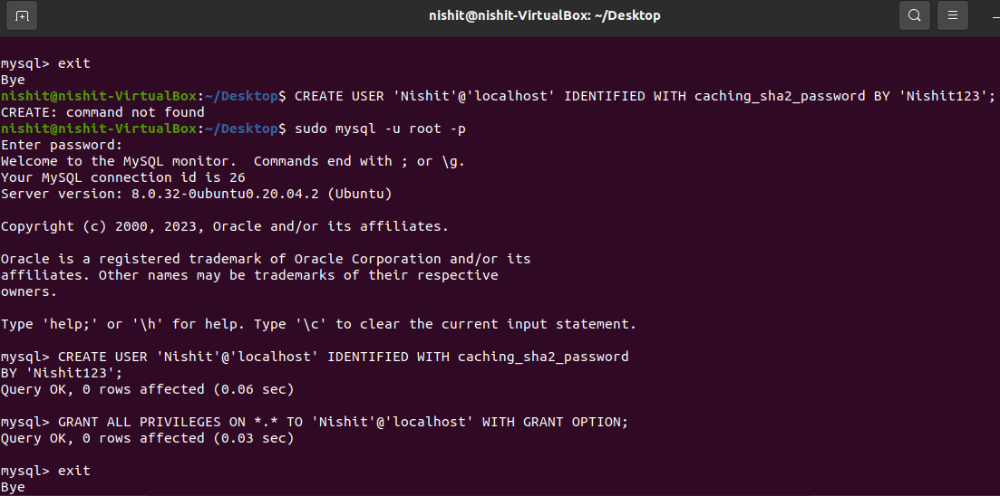 nishit@nishit-VirtualBox: ~/Desktop
mysql> exit
Bye
nishit@nishit-VirtualBox:~/Desktop$ CREATE USER 'Nishit'@'localhost' IDENTIFIED WITH caching_sha2_password BY 'Nishit123';
CREATE: command not found
nishit@nishit-VirtualBox:~/Desktop$ sudo mysql -u root -p
Enter password:
Welcome to the MySQL monitor.  Commands end with ; or \g.
Your MySQL connection id is 26
Server version: 8.0.32-0ubuntu0.20.04.2 (Ubuntu)
Copyright (c) 2000, 2023, Oracle and/or its affiliates.
Oracle is a registered trademark of Oracle Corporation and/or its
affiliates. Other names may be trademarks of their respective
owners.
Type 'help;' or '\h' for help. Type '\c' to clear the current input statement.
mysql> CREATE USER 'Nishit'@'localhost' IDENTIFIED WITH caching_sha2_password
BY 'Nishit123';
Query OK, 0 rows affected (0.06 sec)
mysql> GRANT ALL PRIVILEGES ON *.* TO 'Nishit'@'localhost' WITH GRANT OPTION;
Query OK, 0 rows affected (0.03 sec)
mysql> exit
Bye